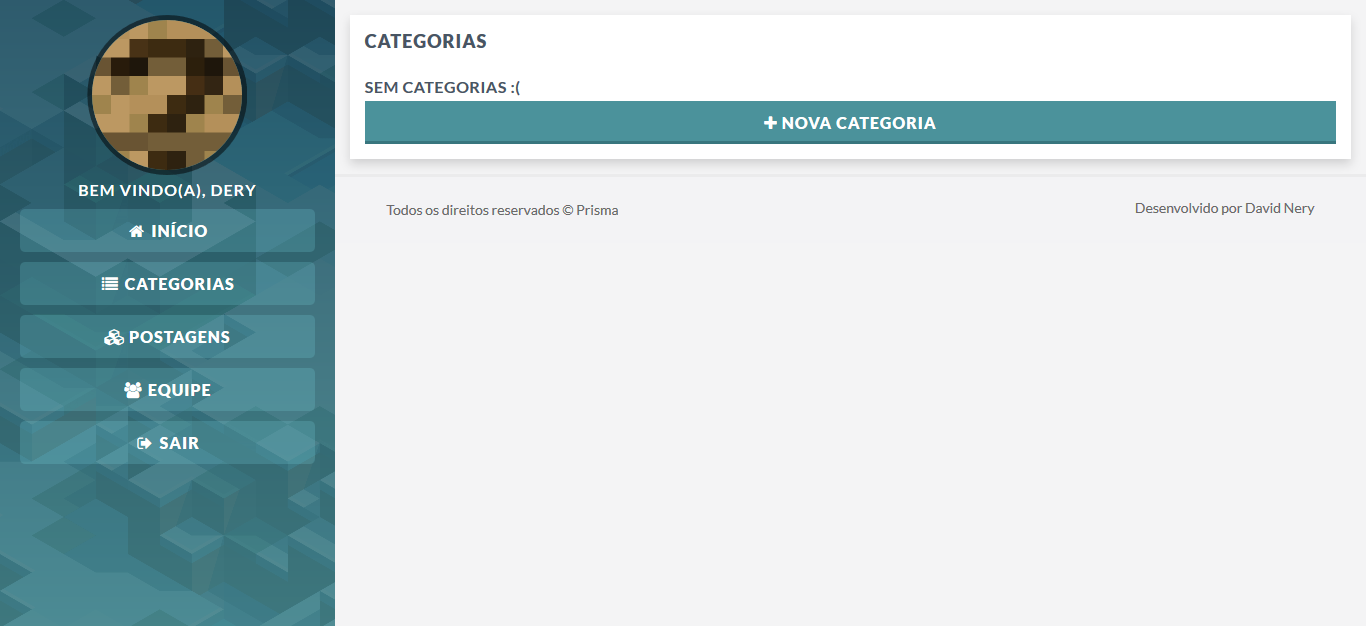 BEM VINDO(A), DERY
INÍCIO
CATEGORIAS
POSTAGENS
EQUIPE
SAIR
CATEGORIAS
SEM CATEGORIAS :(
NOVA CATEGORIA
Todos os direitos reservados © Prisma
Desenvolvido por David Nery